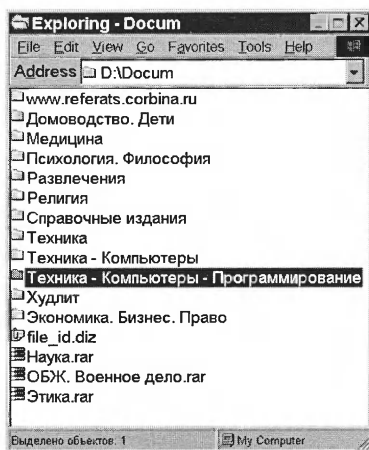 Exploring - Docum
File Edit View Go Favorites Tools Help
Address D:\Docum
www.referats.corbina.ru
Домоводство. Дети
Медицина
Психология. Философия
Развлечения
Религия
Справочные издания
Техника
Техника - Компьютеры
Техника - Компьютеры - Программирование
Худлит
Экономика. Бизнес. Право
file_id.diz
Наука.rar
ОБЖ. Военное дело.rar
Этика.rar
Выделено объектов: 1 My Computer